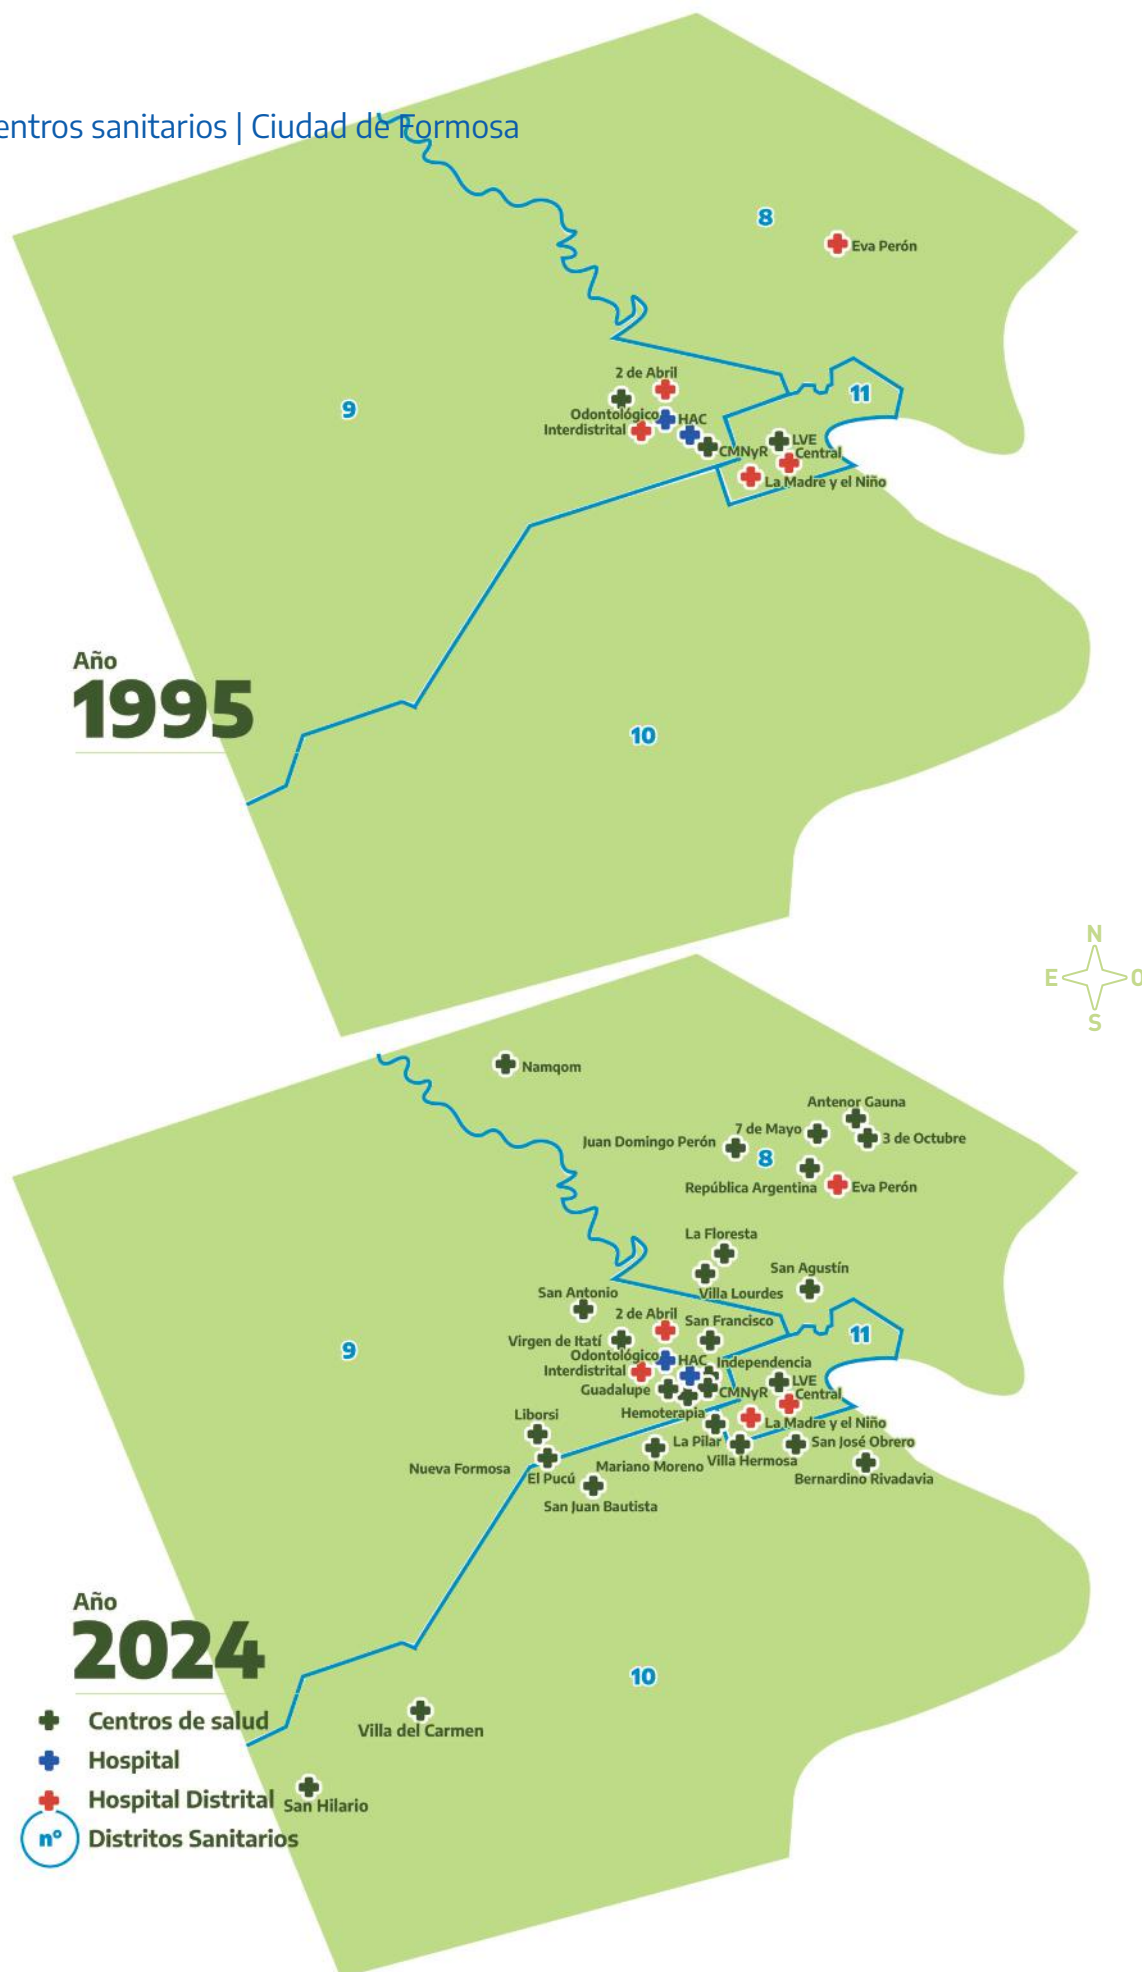 entros sanitarios | Ciudad de Formosa
8
Eva Perón
2 de Abril
11
9
Odontológico
HAC
Interdistrital
LVE
CMNyR
Central
La Madre y el Niño
Año
1995
10
N
E
O
S
Namqom
Antenor Gauna
7 de Mayo
3 de Octubre
Juan Domingo Perón
8
República Argentina
Eva Perón
La Floresta
San Agustín
San Antonio
Villa Lourdes
2 de Abril
San Francisco
11
Virgen de Itatí
9
Odontológico
HAC
Independencia
Interdistrital
LVE
Guadalupe
CMNyR
Central
Hemoterapia
Liborsi
La Madre y el Niño
La Pilar
San José Obrero
Villa Hermosa
Mariano Moreno
Nueva Formosa
El Pucú
Bernardino Rivadavia
San Juan Bautista
Año
2024
10
Centros de salud
Villa del Carmen
Hospital
Hospital Distrital
San Hilario
nº
Distritos Sanitarios